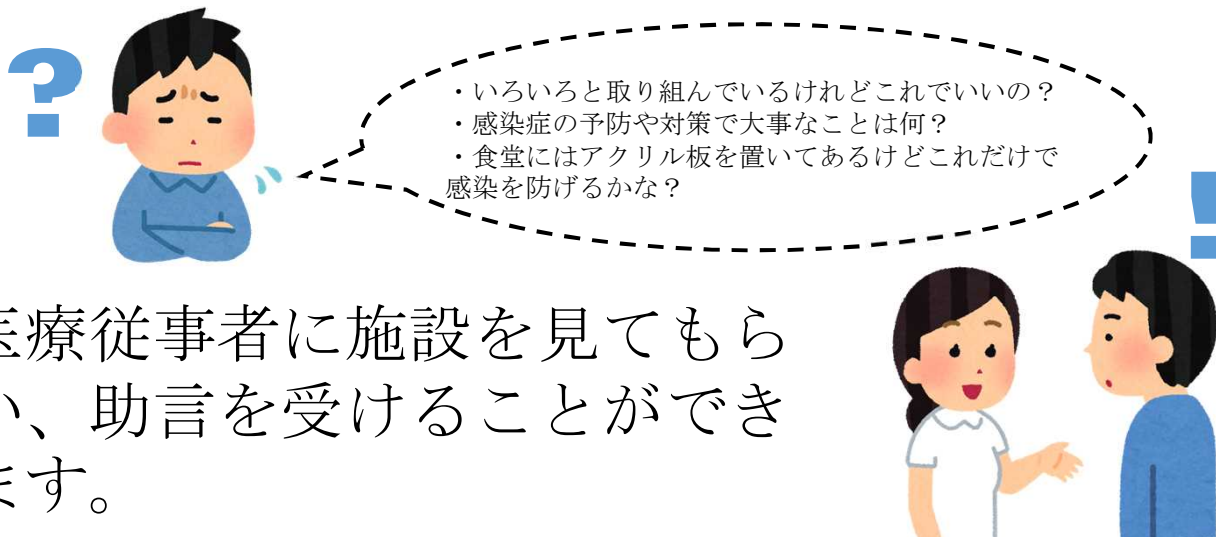 ?
・いろいろと取り組んでいるけれどこれでいいの?
・感染症の予防や対策で大事なことは何?
・食堂にはアクリル板を置いてあるけどこれだけで
感染を防げるかな?
!
医療従事者に施設を見てもら
い、助言を受けることができ
ます。